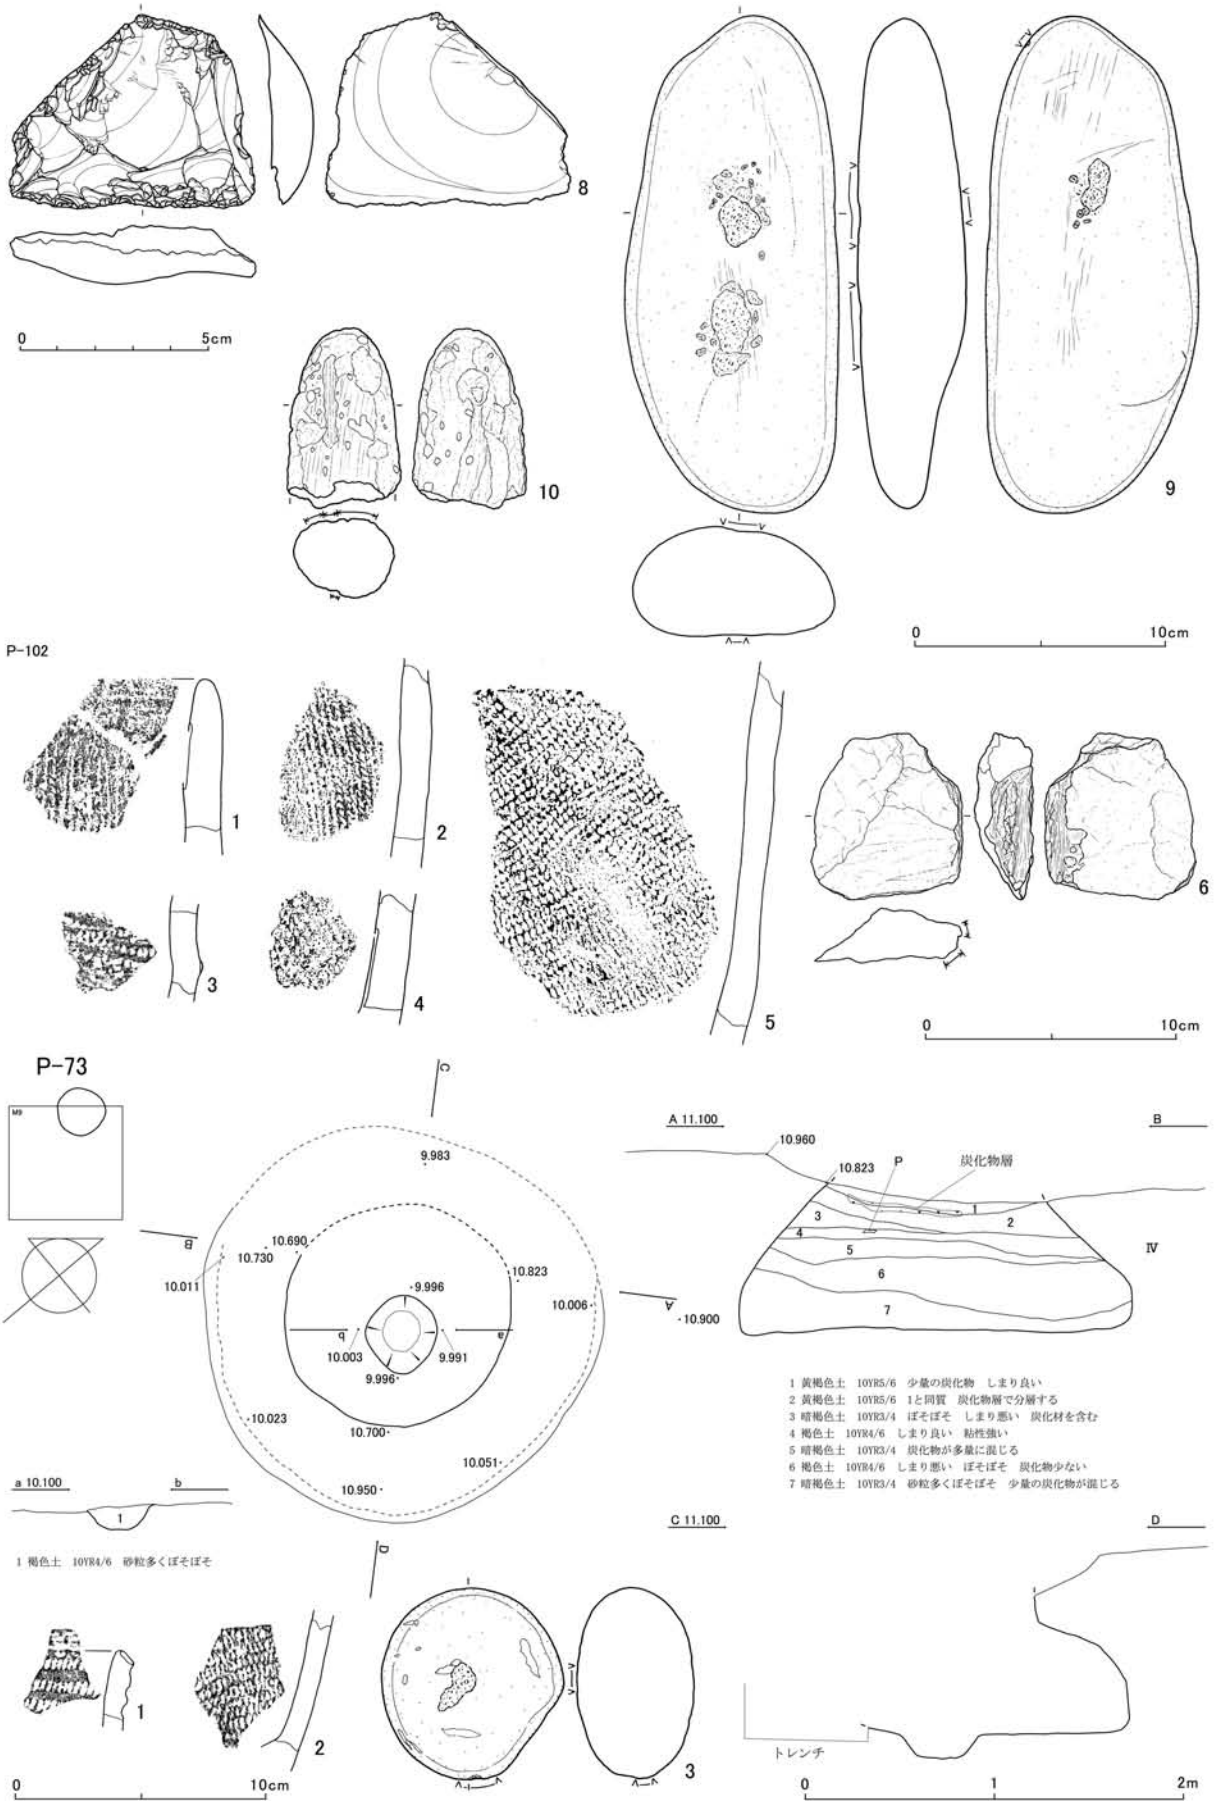 8
0 5cm
10
9
0 10cm
P-102
1
2
3
4
5
6
0 10cm
P-73
M9
C
9.983
B
10.690
10.730
10.011
10.823
9.996
10.006
A
b
a
10.003
9.991
9.996
10.900
10.023
10.700
10.051
10.950
D
A 11.100 B
10.960
10.823
P
炭化物層
1
2
3
4
5
6
7
Ⅳ
1 黄褐色土 10YR5/6 少量の炭化物 しまり良い
2 黄褐色土 10YR5/6 1と同質 炭化物層で分層する
3 暗褐色土 10YR3/4 ぼそぼそ しまり悪い 炭化材を含む
4 褐色土 10YR4/6 しまり良い 粘性強い
5 暗褐色土 10YR3/4 炭化物が多量に混じる
6 褐色土 10YR4/6 しまり悪い ぼそぼそ 炭化物少ない
7 暗褐色土 10YR3/4 砂粒多くぼそぼそ 少量の炭化物が混じる
a 10.100 b
1
1 褐色土 10YR4/6 砂粒多くぼそぼそ
C 11.100 D
トレンチ
1
2
3
0 10cm
0 1 2m